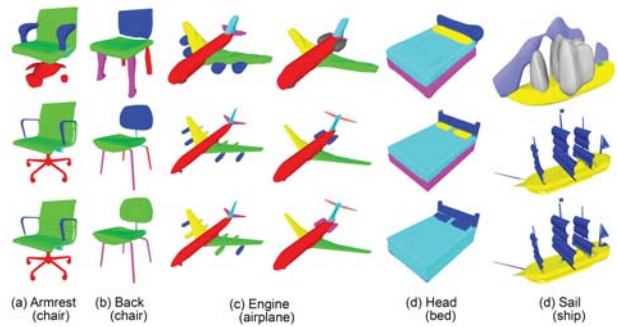 (a) Armrest (b) Back (c) Engine (d) Head (d) Sail
(chair) (chair) (airplane) (bed) (ship)